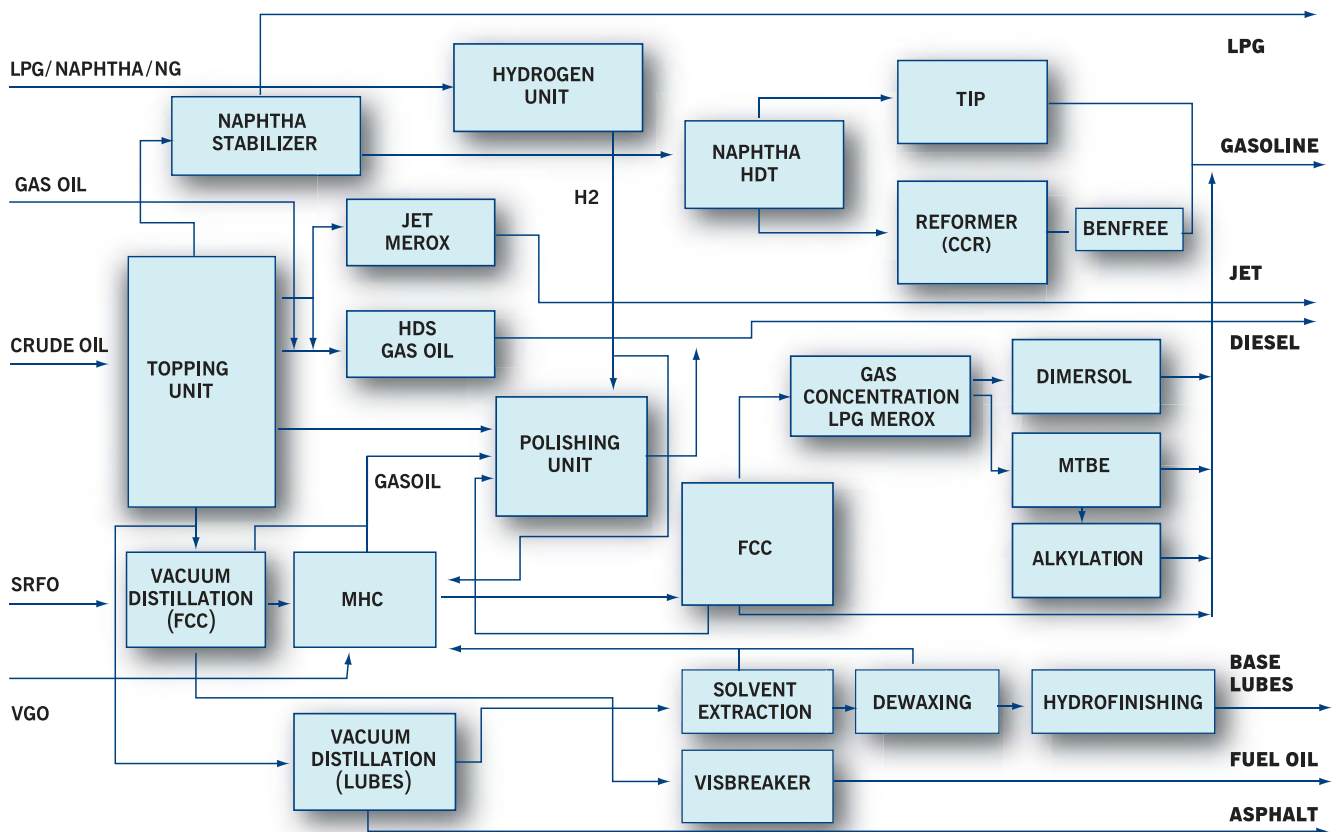 LPG
LPG/NAPHTHA/NG
HYDROGEN
UNIT
TIP
NAPHTHA
STABILIZER
NAPHTHA
HDT
GASOLINE
GAS OIL
H2
JET
MEROX
REFORMER
(CCR)
BENFREE
JET
CRUDE OIL
TOPPING
UNIT
HDS
GAS OIL
DIESEL
GAS
CONCENTRATION
LPG MEROX
DIMERSOL
POLISHING
UNIT
MTBE
GASOIL
FCC
ALKYLATION
SRFO
VACUUM
DISTILLATION
(FCC)
MHC
BASE
LUBES
VGO
SOLVENT
EXTRACTION
DEWAXING
HYDROFINISHING
VACUUM
DISTILLATION
(LUBES)
VISBREAKER
FUEL OIL
ASPHALT